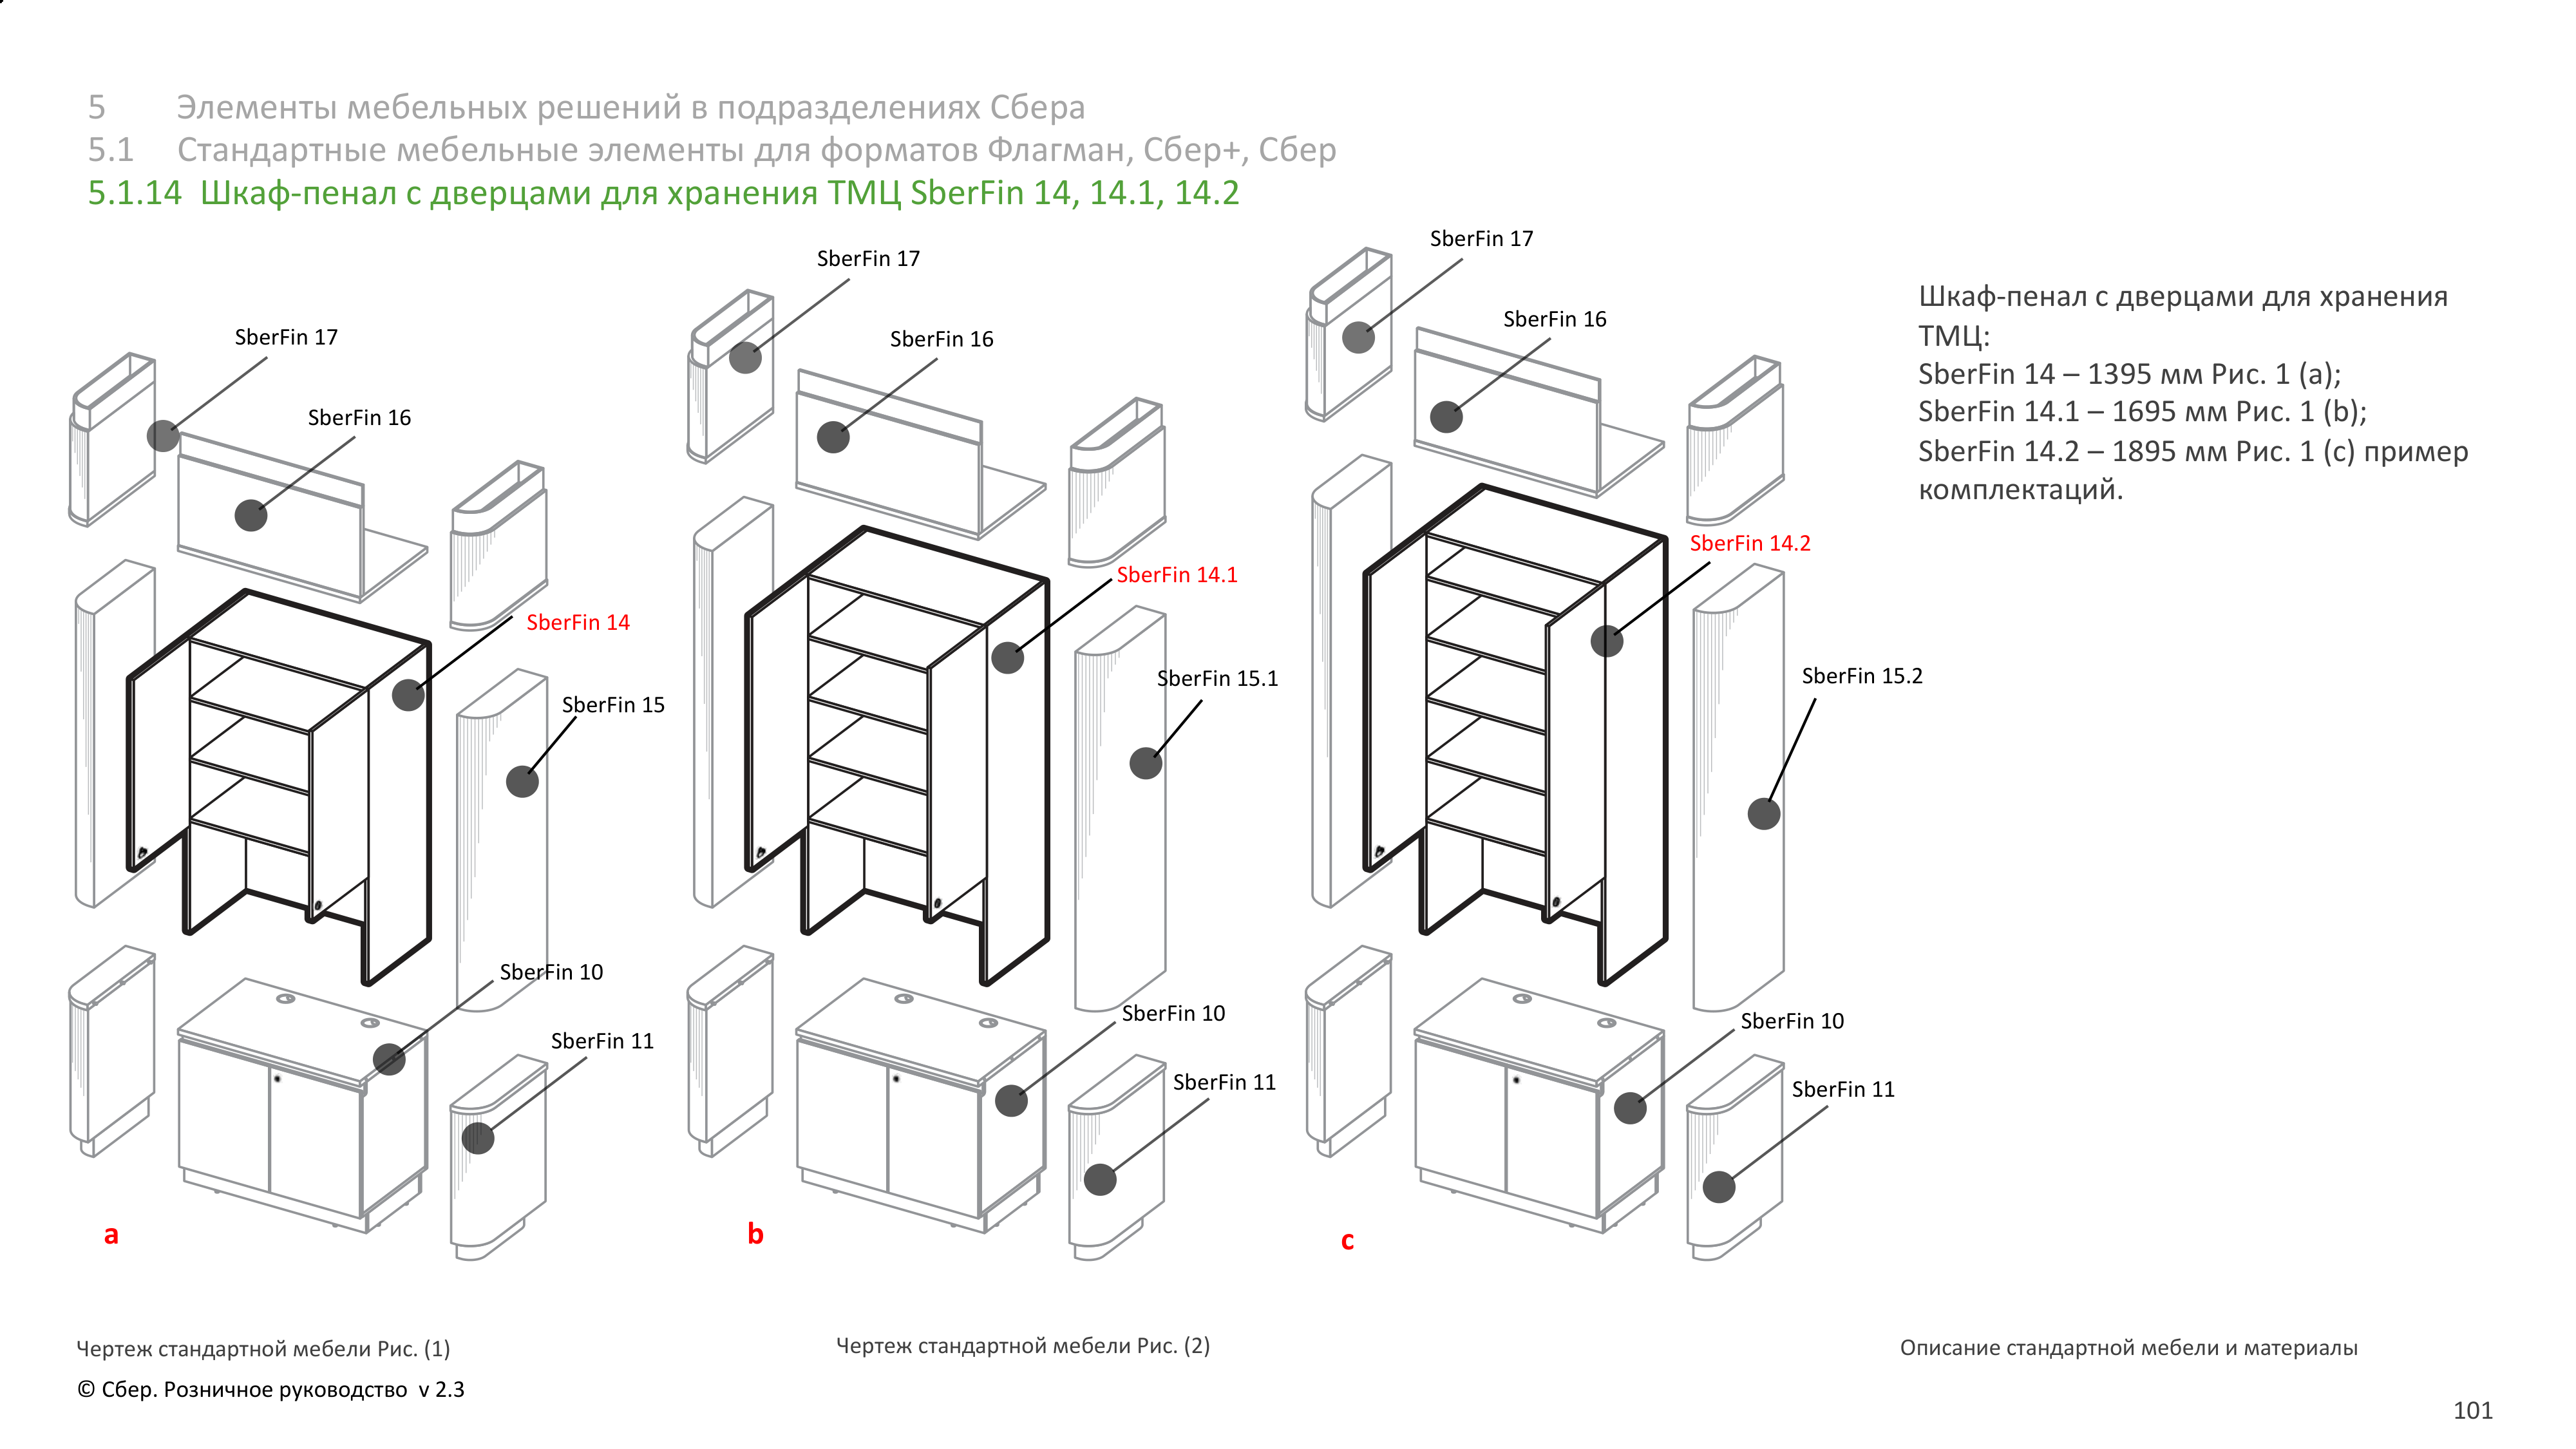 5 Элементы мебельных решений в подразделениях Сбера
5.1 Стандартные мебельные элементы для форматов Флагман, Сбер+, Сбер
5.1.14 Шкаф-пенал с дверцами для хранения ТМЦ SberFin 14, 14.1, 14.2
SberFin 17
SberFin 16
SberFin 14
SberFin 15
SberFin 10
SberFin 11
a
SberFin 17
SberFin 16
SberFin 14.1
SberFin 15.1
SberFin 10
SberFin 11
b
SberFin 17
SberFin 16
SberFin 14.2
SberFin 15.2
SberFin 10
SberFin 11
c
Шкаф-пенал с дверцами для хранения
ТМЦ:
SberFin 14 – 1395 мм Рис. 1 (a);
SberFin 14.1 – 1695 мм Рис. 1 (b);
SberFin 14.2 – 1895 мм Рис. 1 (c) пример
комплектаций.
Чертеж стандартной мебели Рис. (1)
Чертеж стандартной мебели Рис. (2)
Описание стандартной мебели и материалы
© Сбер. Розничное руководство v 2.3
101